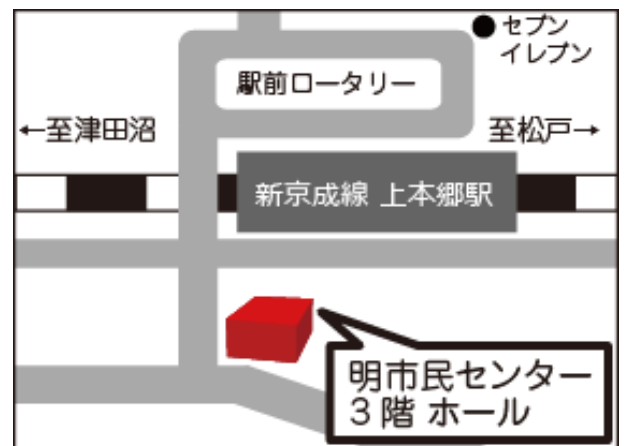 セブン
イレブン
駅前ロータリー
←至津田沼
至松戸→
新京成線 上本郷駅
明市民センター
3階 ホール